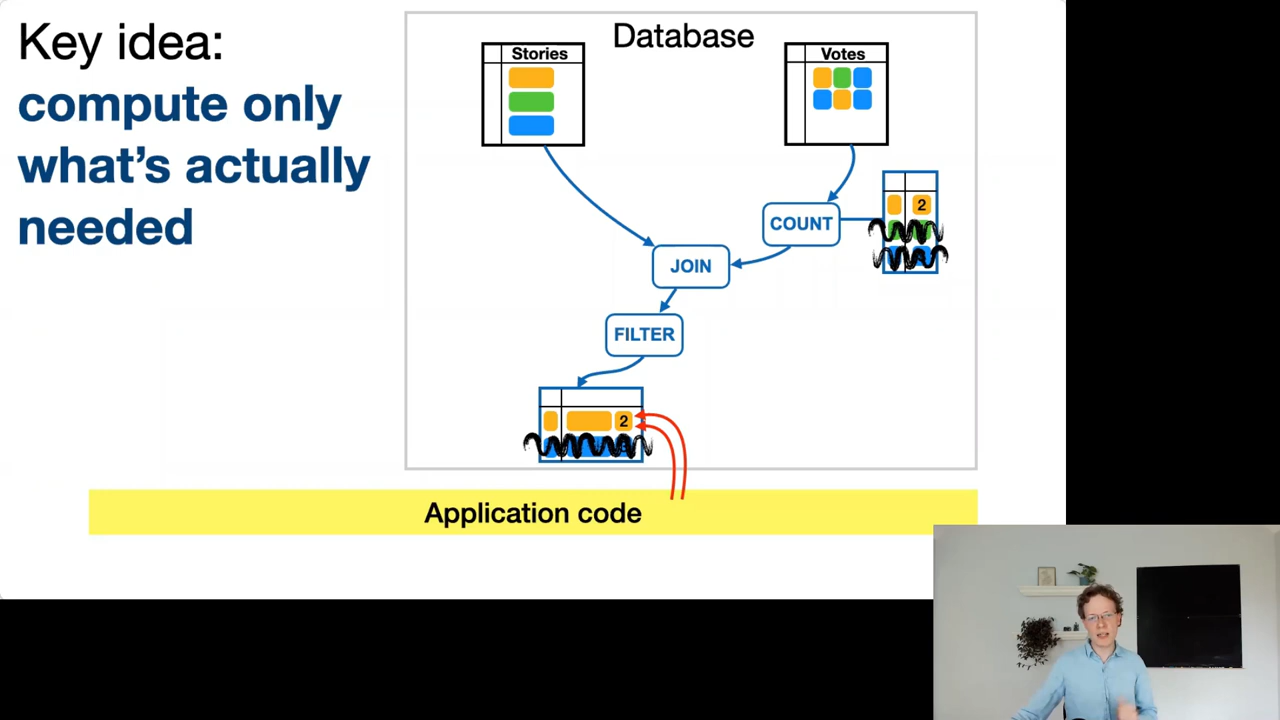 Key idea:
compute only
what's actually
needed
Database
Stories
Votes
COUNT
2
JOIN
FILTER
2
Application code